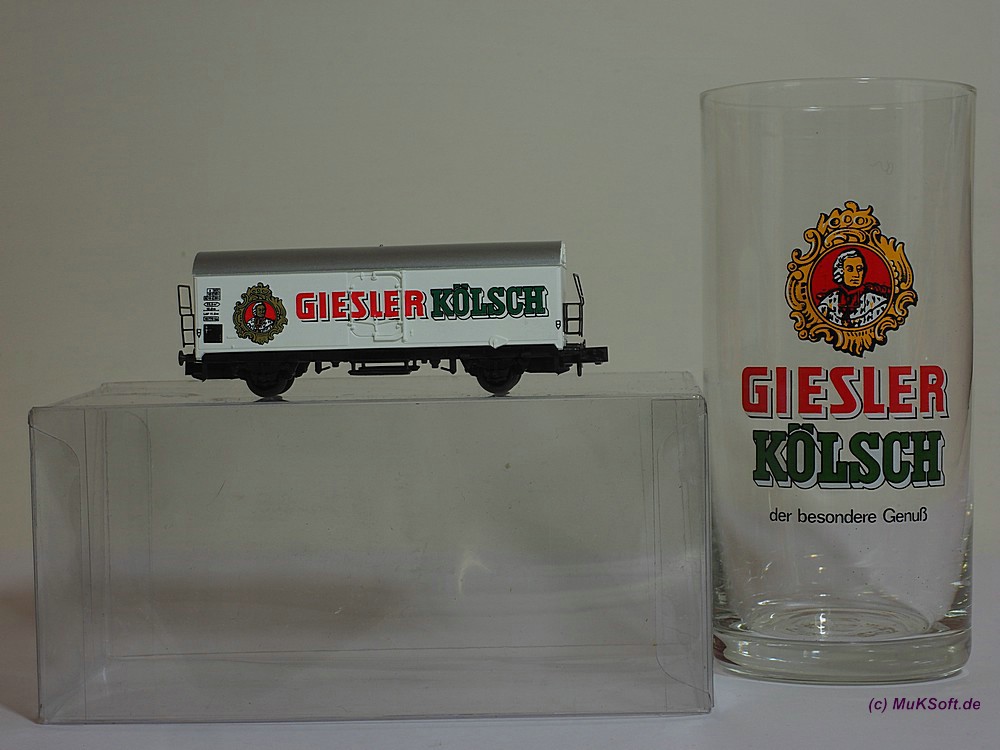 GIESLER KÖLSCH
GIESLER
KÖLSCH
der besondere Genuß
(c) MuKSoft.de